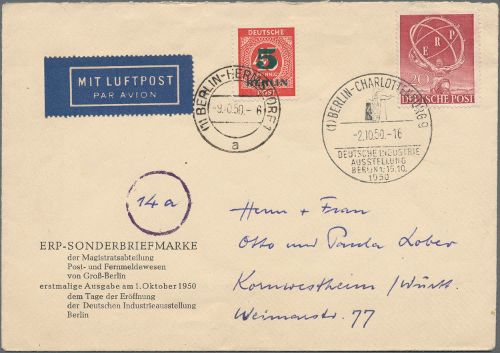 MIT LUFTPOST
PAR AVION
DEUTSCHE
5
BERLIN
POST
(1) BERLIN-HERMSDORF 1
-9.10.50.-6
a
ERP
20
DEUTSCHE POST
(1) BERLIN-CHARLOTTENBURG 9
-2.10.50.-16
DEUTSCHE INDUSTRIE
AUSSTELLUNG
BERLIN 1.-15.10.
1950
14a
ERP-SONDERBRIEFMARKE
der Magistratsabteilung
Post- und Fernmeldewesen
von Groß-Berlin
erstmalige Ausgabe am 1. Oktober 1950
dem Tage der Eröffnung
der Deutschen Industrieausstellung
Berlin
Herrn + Frau
Otto und Paula Lober
Kornwestheim / Württ.
Weimarstr. 77